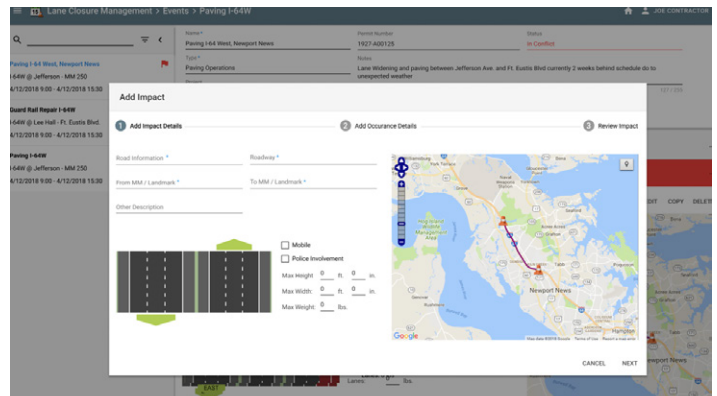 Lane Closure Management > Events > Paving I-64W
JOE CONTRACTOR
Name*
Paving I-64 West, Newport News
Permit Number
1927-A00125
Status
In Conflict
Type*
Paving Operations
Notes
Lane Widening and paving between Jefferson Ave. and Ft. Eustis Blvd currently 2 weeks behind schedule do to
unexpected weather
Project
Paving I-64 West, Newport News
I-64W @ Jefferson - MM 250
4/12/2018 9:00 - 4/12/2018 15:30
Guard Rail Repair I-64W
I-64W @ Lee Hall - Ft. Eustis Blvd.
4/12/2018 9:00 - 4/12/2018 15:30
Paving I-64W
I-64W @ Jefferson - MM 250
4/12/2018 9:00 - 4/12/2018 15:30
Add Impact
1 Add Impact Details
2 Add Occurance Details
3 Review Impact
Road Information *
Roadway *
From MM / Landmark *
To MM / Landmark *
Other Description
Mobile
Police Involvement
Max Height 0 ft. 0 in.
Max Width: 0 ft. 0 in.
Max Weight: 0 lbs.
Newport News
Hampton
Seaford
Poquoson
Tabb
Google
CANCEL NEXT
COPY DELETE
EAST
Lanes:
lbs.